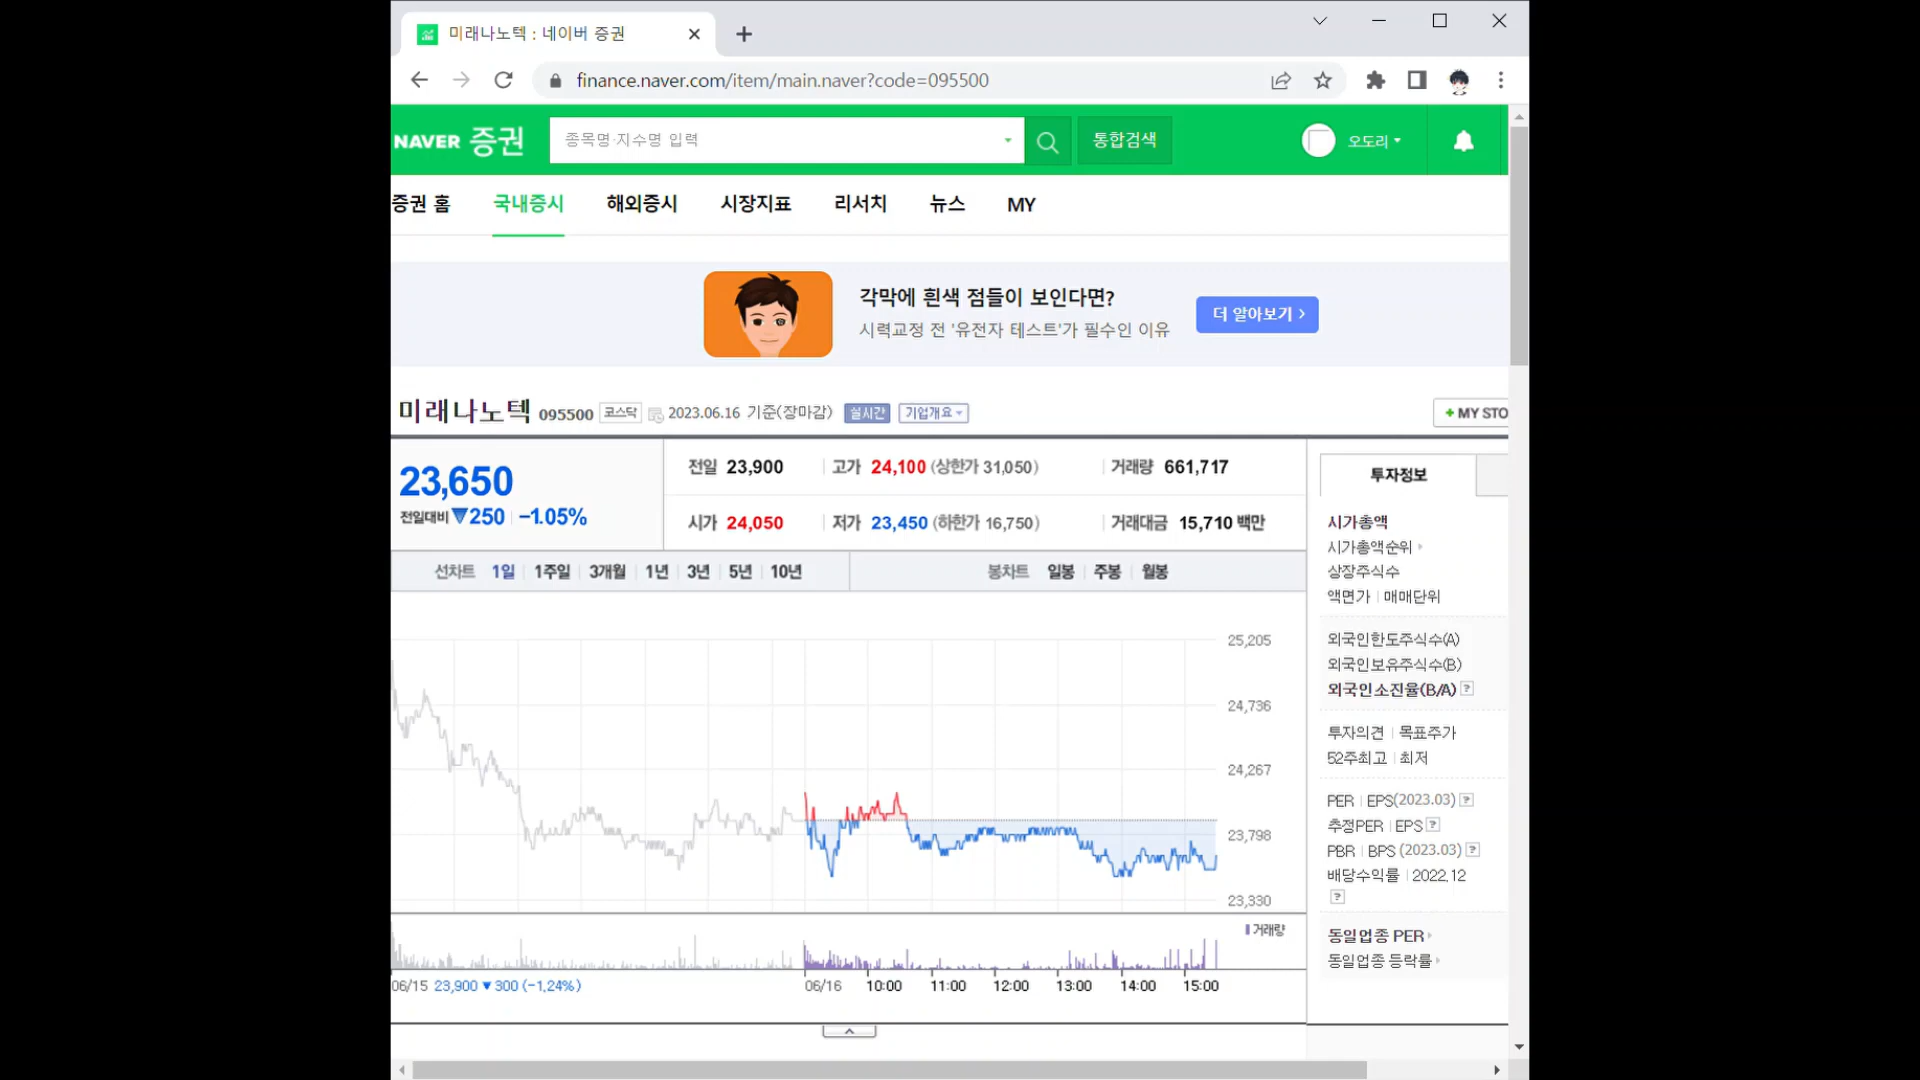 미래나노텍 : 네이버 증권
finance.naver.com/item/main.naver?code=095500
NAVER 증권
종목명·지수명 입력
통합검색
오도리
증권 홈 국내증시 해외증시 시장지표 리서치 뉴스 MY
각막에 흰색 점들이 보인다면?
시력교정 전 '유전자 테스트'가 필수인 이유
더 알아보기 >
미래나노텍 095500 코스닥 2023.06.16 기준(장마감) 실시간 기업개요
+ MY STO
23,650
전일대비 ▼250 | -1.05%
전일 23,900 | 고가 24,100 (상한가 31,050) | 거래량 661,717
시가 24,050 | 저가 23,450 (하한가 16,750) | 거래대금 15,710 백만
선차트 1일 1주일 3개월 1년 3년 5년 10년
봉차트 일봉 주봉 월봉
25,205
24,736
24,267
23,798
23,330
거래량
06/15 23,900 ▼ 300 (-1.24%)
06/16 10:00 11:00 12:00 13:00 14:00 15:00
투자정보
시가총액
시가총액순위
상장주식수
액면가 | 매매단위
외국인한도주식수(A)
외국인보유주식수(B)
외국인소진율(B/A) ?
투자의견 | 목표주가
52주최고 | 최저
PER | EPS(2023.03) ?
추정PER | EPS ?
PBR | BPS (2023.03) ?
배당수익률 | 2022.12
?
동일업종 PER
동일업종 등락률